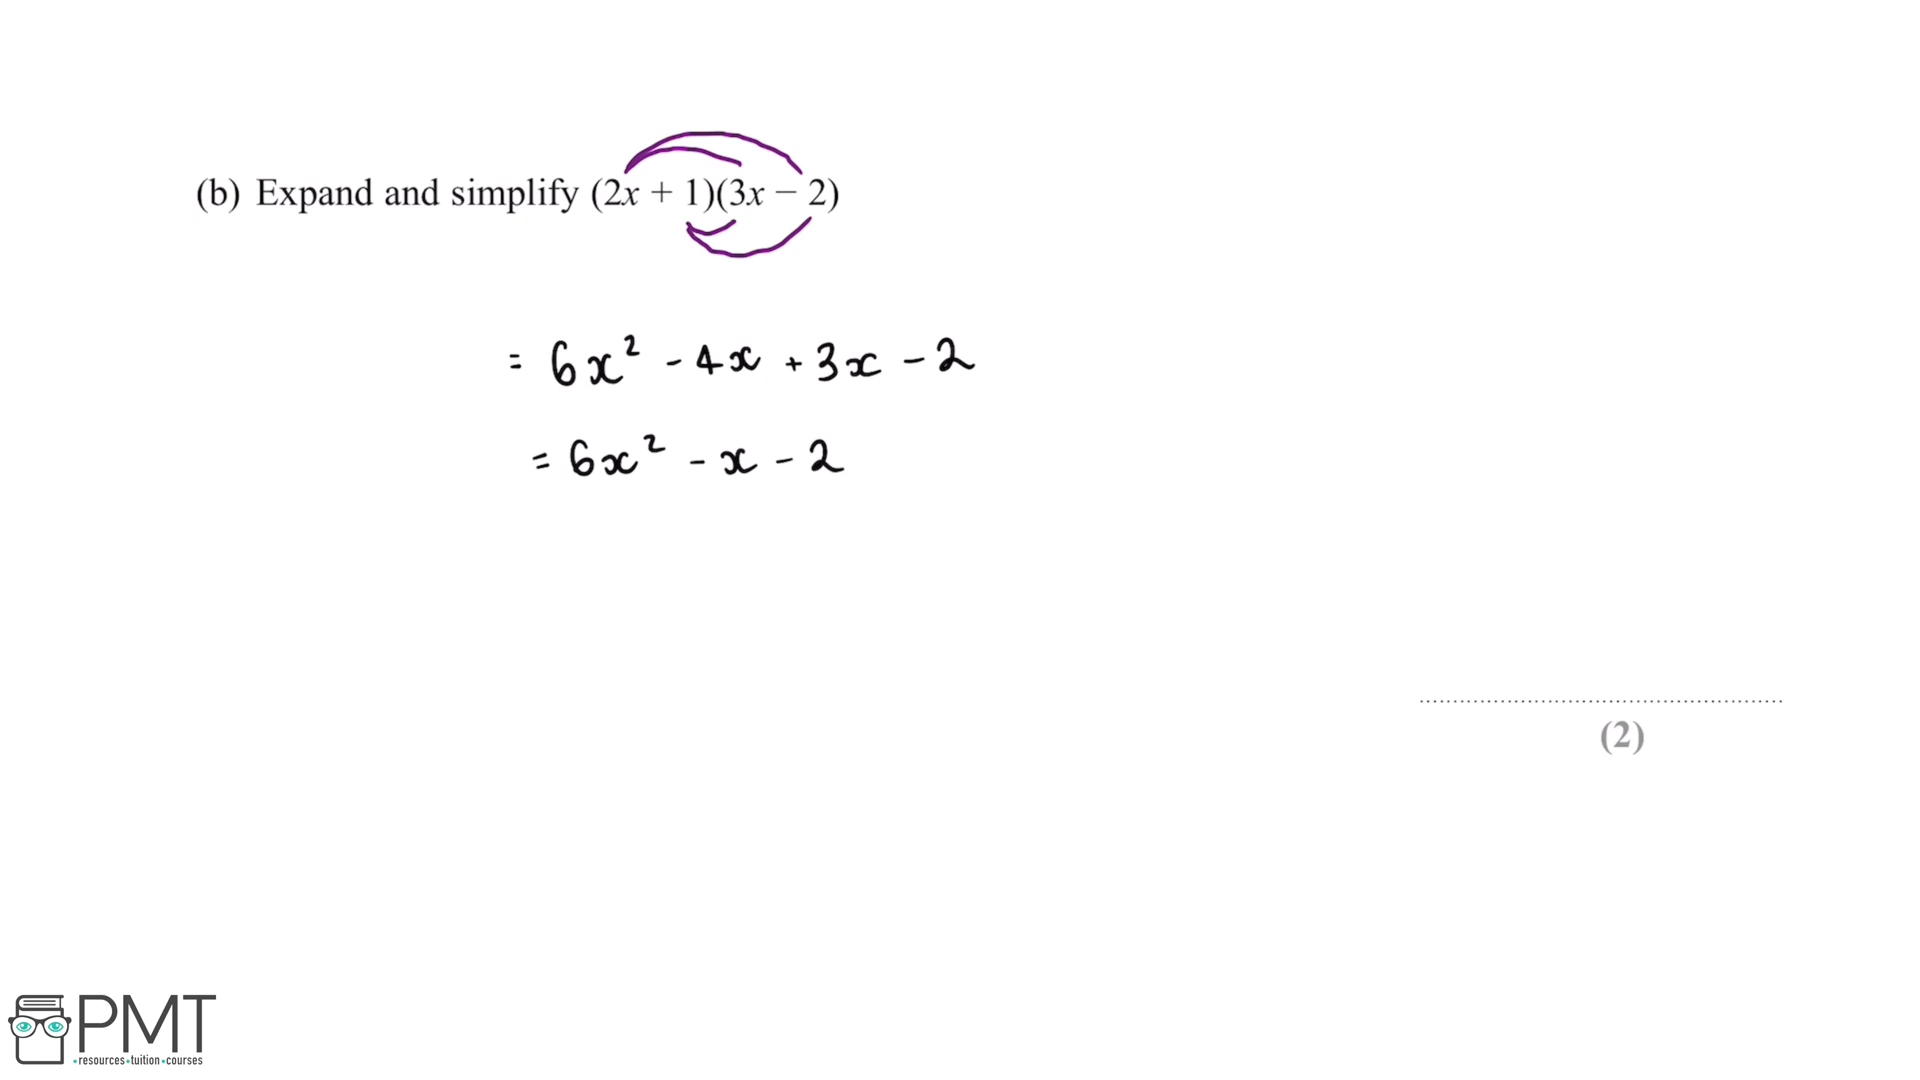 (b) Expand and simplify (2x + 1)(3x − 2)
= 6x² - 4x + 3x - 2
= 6x² - x - 2
(2)
PMT
•resources•tuition•courses